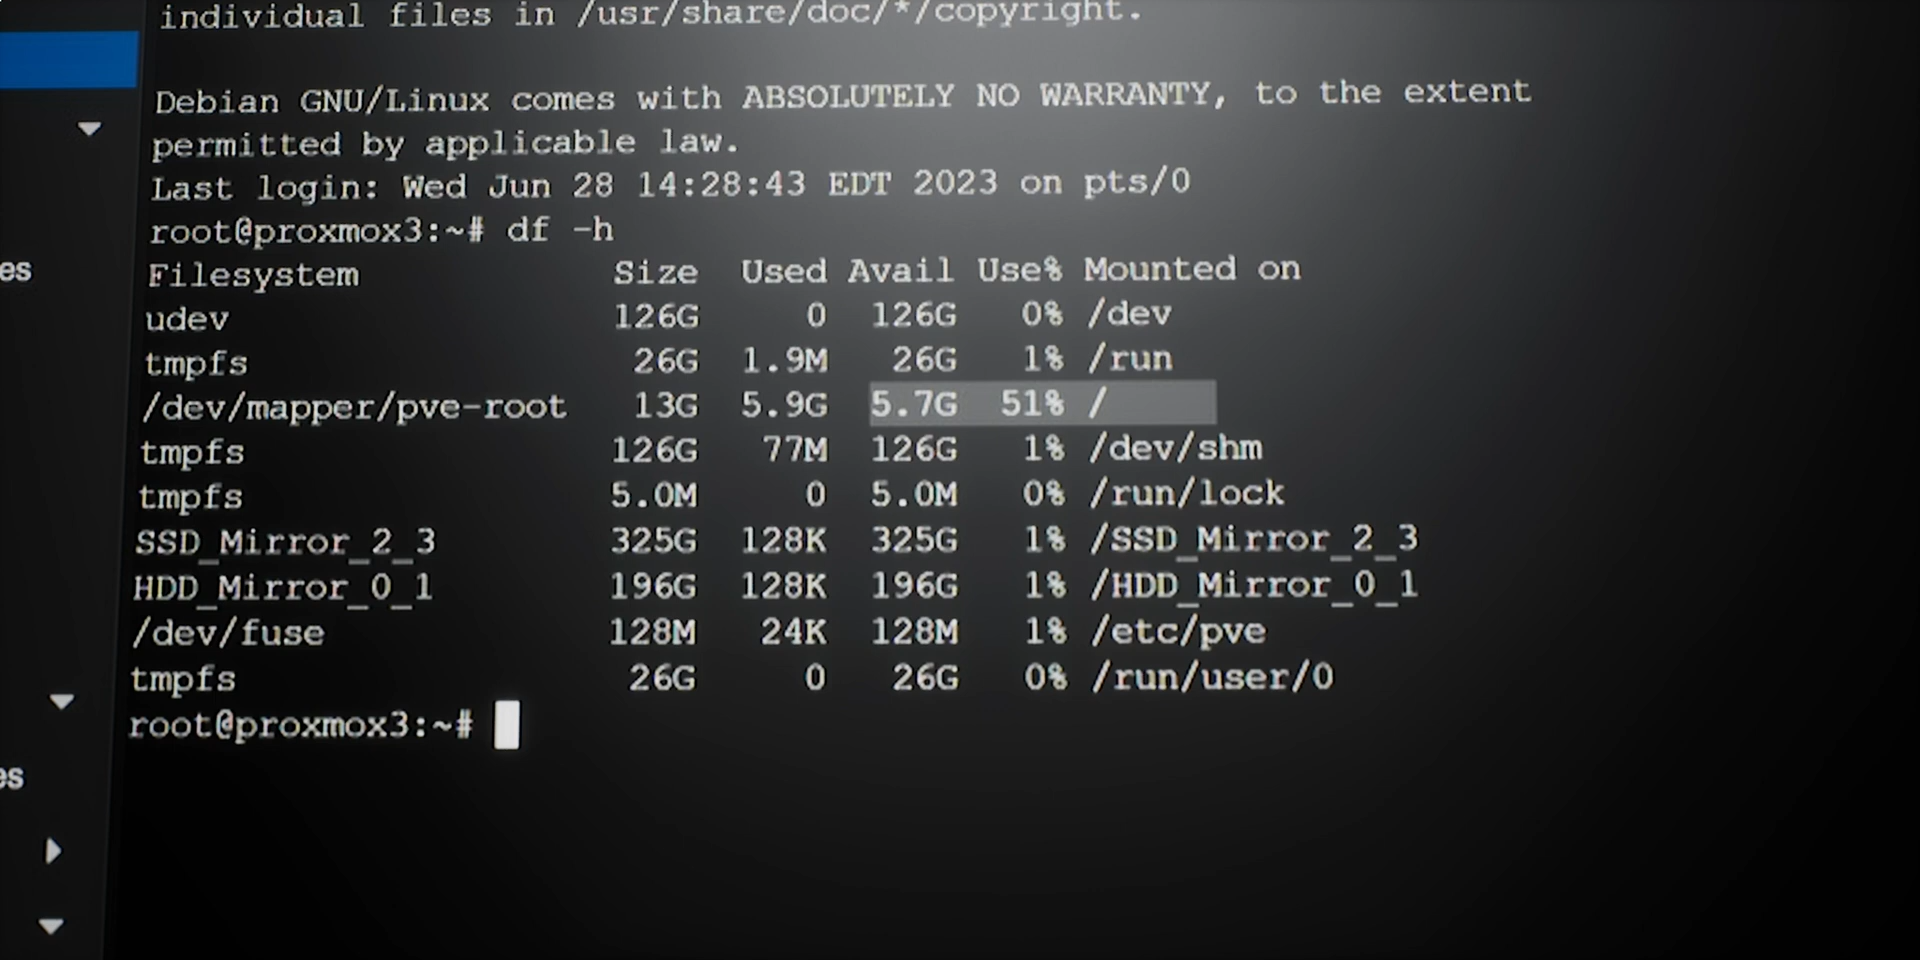 individual files in /usr/share/doc/*/copyright.
Debian GNU/Linux comes with ABSOLUTELY NO WARRANTY, to the extent
permitted by applicable law.
Last login: Wed Jun 28 14:28:43 EDT 2023 on pts/0
root@proxmox3:~# df -h
Filesystem Size Used Avail Use% Mounted on
udev 126G 0 126G 0% /dev
tmpfs 26G 1.9M 26G 1% /run
/dev/mapper/pve-root 13G 5.9G 5.7G 51% /
tmpfs 126G 77M 126G 1% /dev/shm
tmpfs 5.0M 0 5.0M 0% /run/lock
SSD_Mirror_2_3 325G 128K 325G 1% /SSD_Mirror_2_3
HDD_Mirror_0_1 196G 128K 196G 1% /HDD_Mirror_0_1
/dev/fuse 128M 24K 128M 1% /etc/pve
tmpfs 26G 0 26G 0% /run/user/0
root@proxmox3:~#